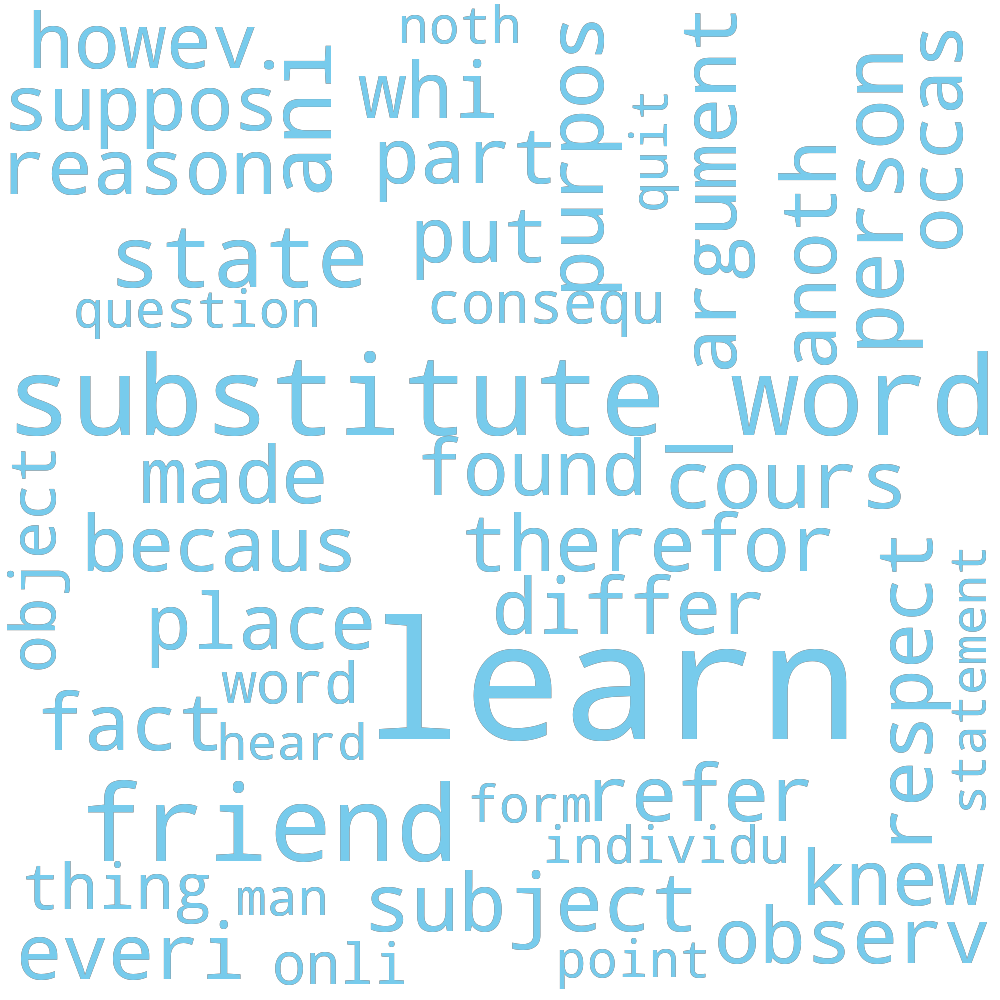 howev
noth
suppos
ani
whi
purpos
quit
argument
person
occas
reason
part
anoth
state
put
question
consequ
substitute_word
object
made
found
cours
becaus
therefor
respect
statement
place
differ
learn
word
fact
heard
friend
form
refer
individu
thing
man
subject
knew
everi
onli
point
observ